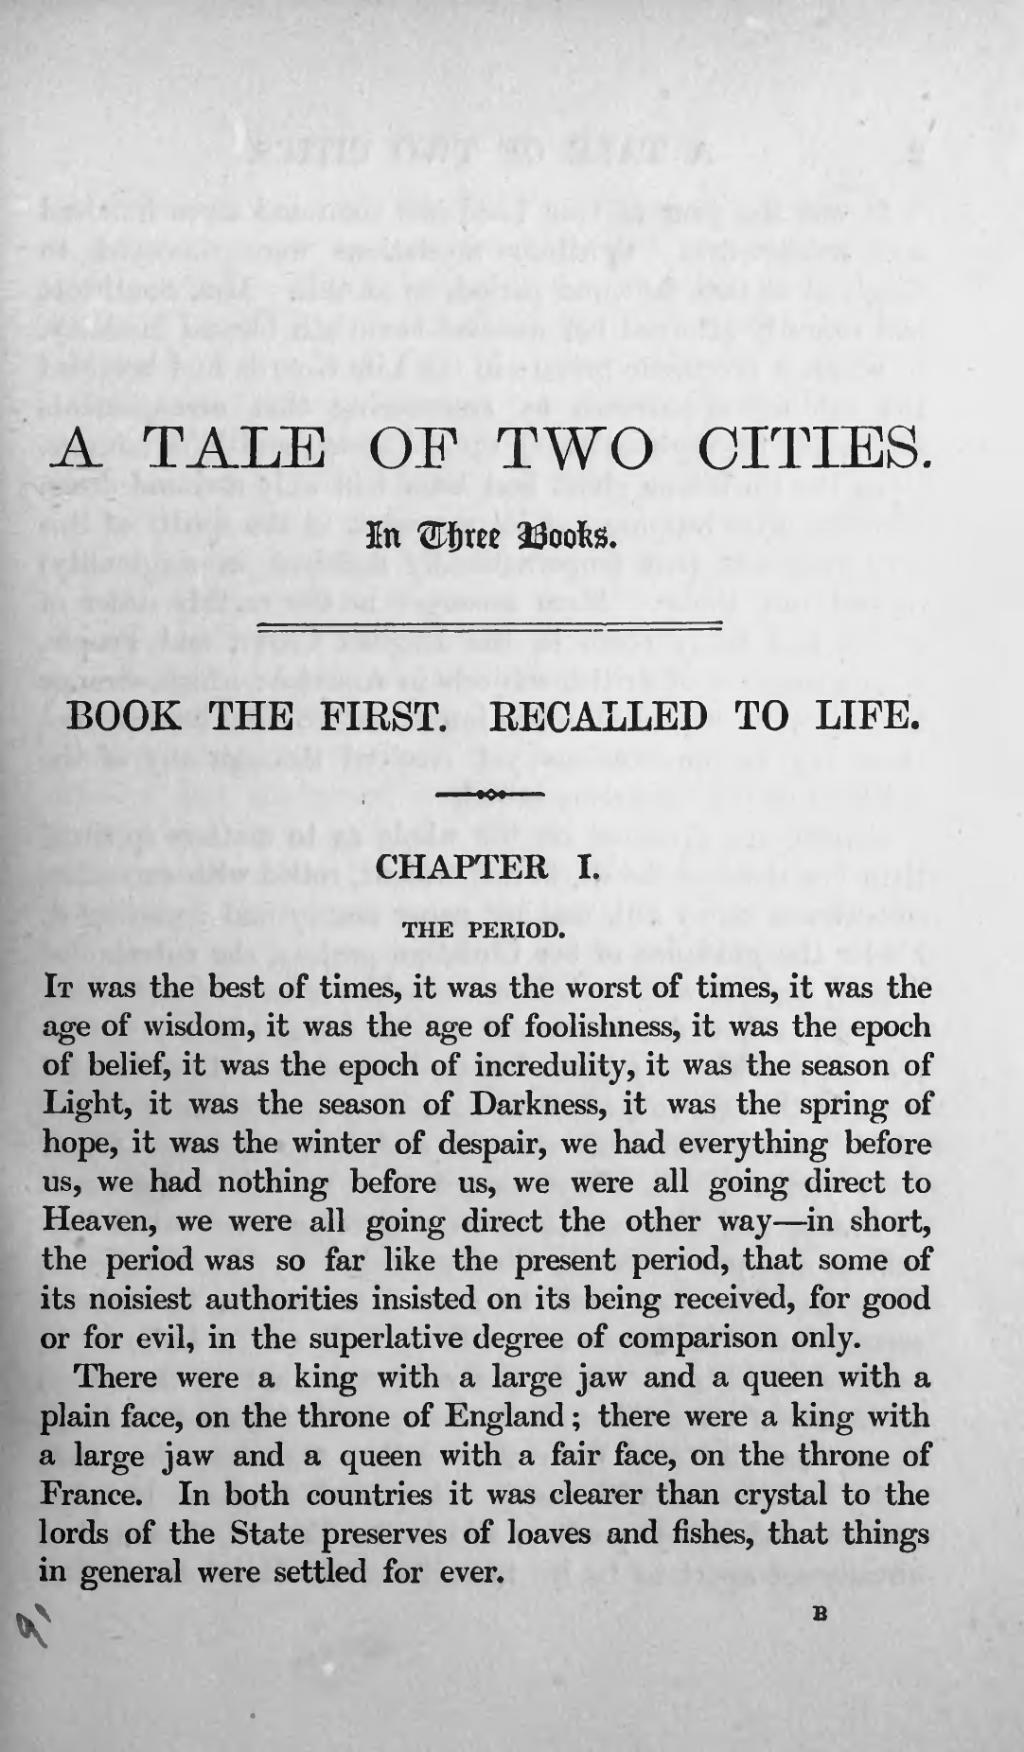 A TALE OF TWO CITIES.
In Three Books.
BOOK THE FIRST. RECALLED TO LIFE.
CHAPTER I.
THE PERIOD.
IT was the best of times, it was the worst of times, it was the
age of wisdom, it was the age of foolishness, it was the epoch
of belief, it was the epoch of incredulity, it was the season of
Light, it was the season of Darkness, it was the spring of
hope, it was the winter of despair, we had everything before
us, we had nothing before us, we were all going direct to
Heaven, we were all going direct the other way—in short,
the period was so far like the present period, that some of
its noisiest authorities insisted on its being received, for good
or for evil, in the superlative degree of comparison only.
There were a king with a large jaw and a queen with a
plain face, on the throne of England; there were a king with
a large jaw and a queen with a fair face, on the throne of
France. In both countries it was clearer than crystal to the
lords of the State preserves of loaves and fishes, that things
in general were settled for ever.
B